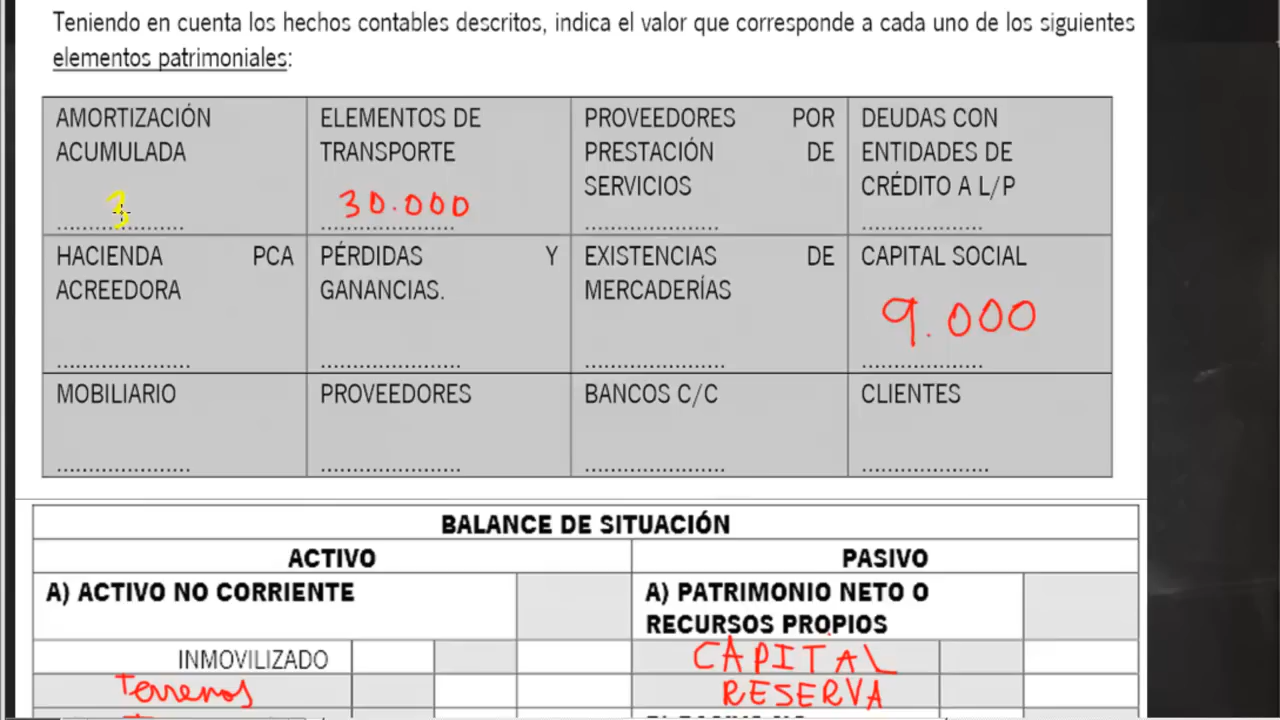 Teniendo en cuenta los hechos contables descritos, indica el valor que corresponde a cada uno de los siguientes
elementos patrimoniales:
AMORTIZACIÓN
ACUMULADA
3
....................
ELEMENTOS DE
TRANSPORTE
30.000
.....................
PROVEEDORES POR
PRESTACIÓN DE
SERVICIOS
.....................
DEUDAS CON
ENTIDADES DE
CRÉDITO A L/P
...................
HACIENDA PCA
ACREEDORA
.....................
PÉRDIDAS Y
GANANCIAS.
......................
EXISTENCIAS DE
MERCADERÍAS
......................
CAPITAL SOCIAL
9.000
...................
MOBILIARIO
.....................
PROVEEDORES
......................
BANCOS C/C
......................
CLIENTES
....................
BALANCE DE SITUACIÓN
ACTIVO
PASIVO
A) ACTIVO NO CORRIENTE
A) PATRIMONIO NETO O
RECURSOS PROPIOS
INMOVILIZADO
CAPITAL
Terrenos
RESERVA